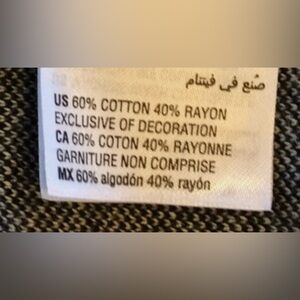 صنع في فيتنام
US 60% COTTON 40% RAYON
EXCLUSIVE OF DECORATION
CA 60% COTON 40% RAYONNE
GARNITURE NON COMPRISE
MX 60% algodón 40% rayón